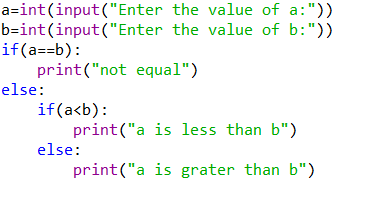 a=int(input("Enter the value of a:"))
b=int(input("Enter the value of b:"))
if(a==b):
    print("not equal")
else:
    if(a<b):
        print("a is less than b")
    else:
        print("a is grater than b")